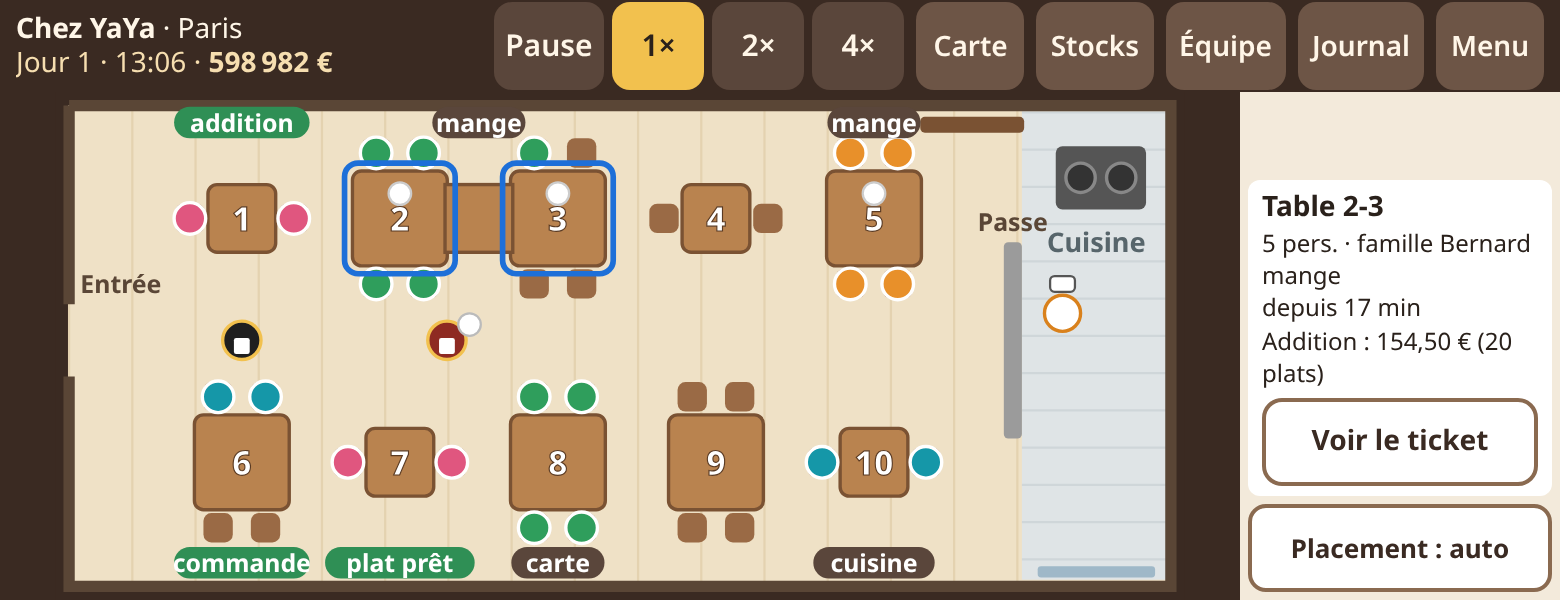 Chez YaYa · Paris
Jour 1 · 13:06 · 598 982 €
Pause
1×
2×
4×
Carte
Stocks
Équipe
Journal
Menu
addition
mange
mange
1
2
3
4
5
Passe
Cuisine
Entrée
6
7
8
9
10
commande
plat prêt
carte
cuisine
Table 2-3
5 pers. · famille Bernard
mange
depuis 17 min
Addition : 154,50 € (20
plats)
Voir le ticket
Placement : auto